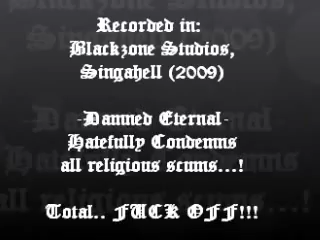 Recorded in:
Blackzone Studios,
Singahell (2009)
-Damned Eternal-
Hatefully Condemns
all religious scums...!
Total.. FUCK OFF!!!